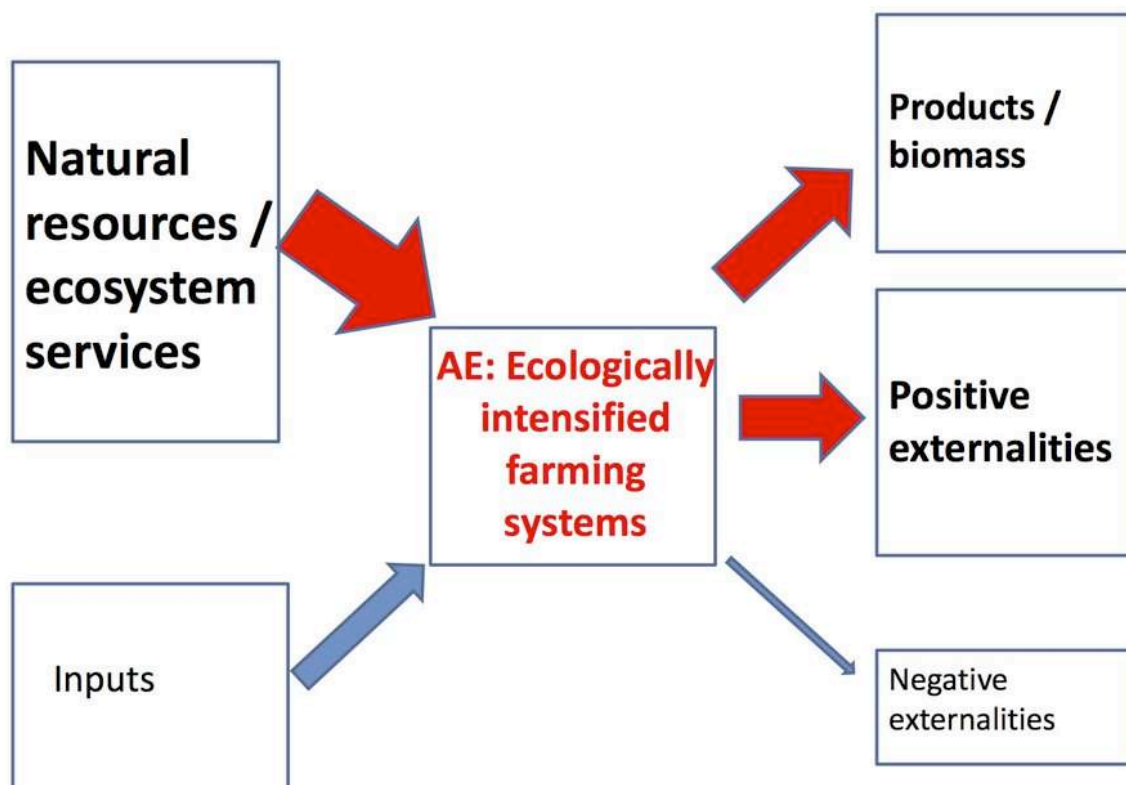 Natural
resources /
ecosystem
services
Inputs
AE: Ecologically
intensified
farming
systems
Products /
biomass
Positive
externalities
Negative
externalities